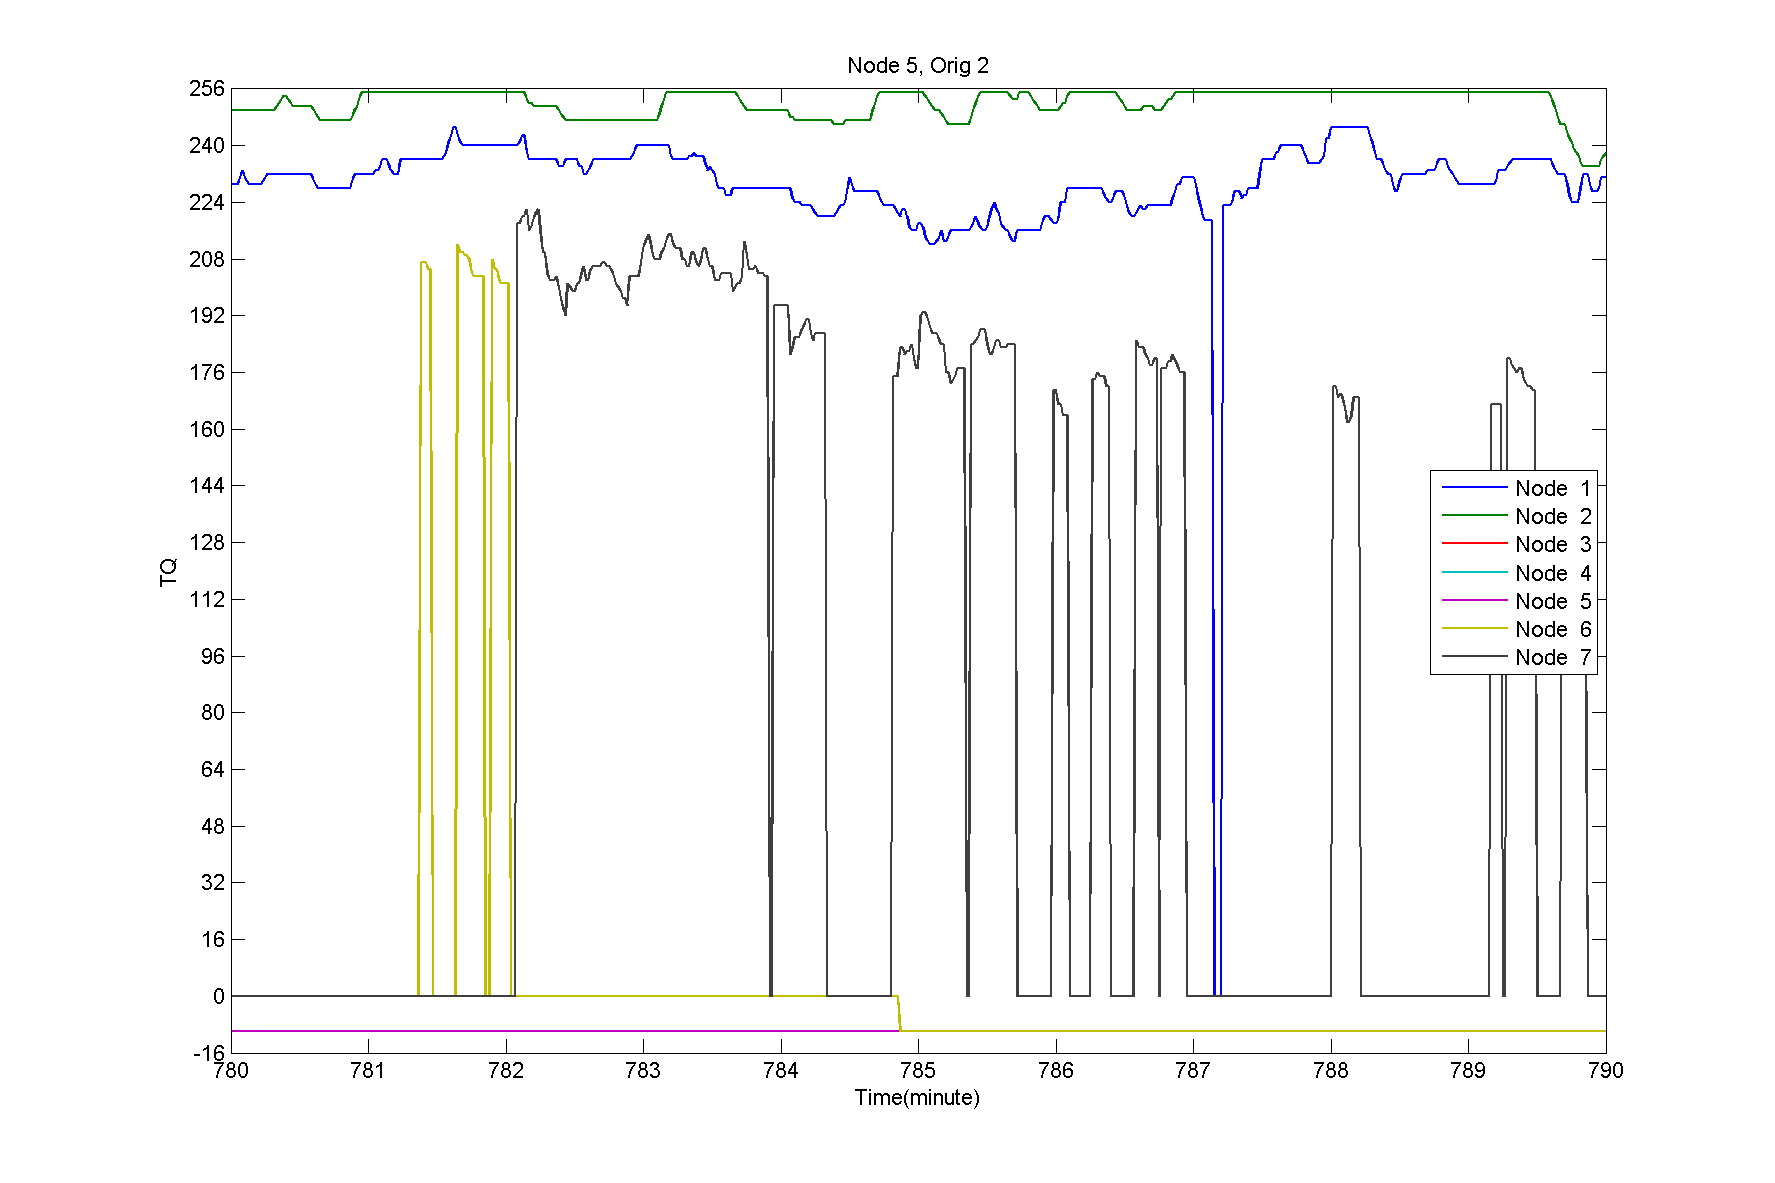 Node 5, Orig 2
256
240
224
208
192
176
160
144
128
112
96
80
64
48
32
16
0
-16
TQ
Node 1
Node 2
Node 3
Node 4
Node 5
Node 6
Node 7
780 781 782 783 784 785 786 787 788 789 790
Time(minute)